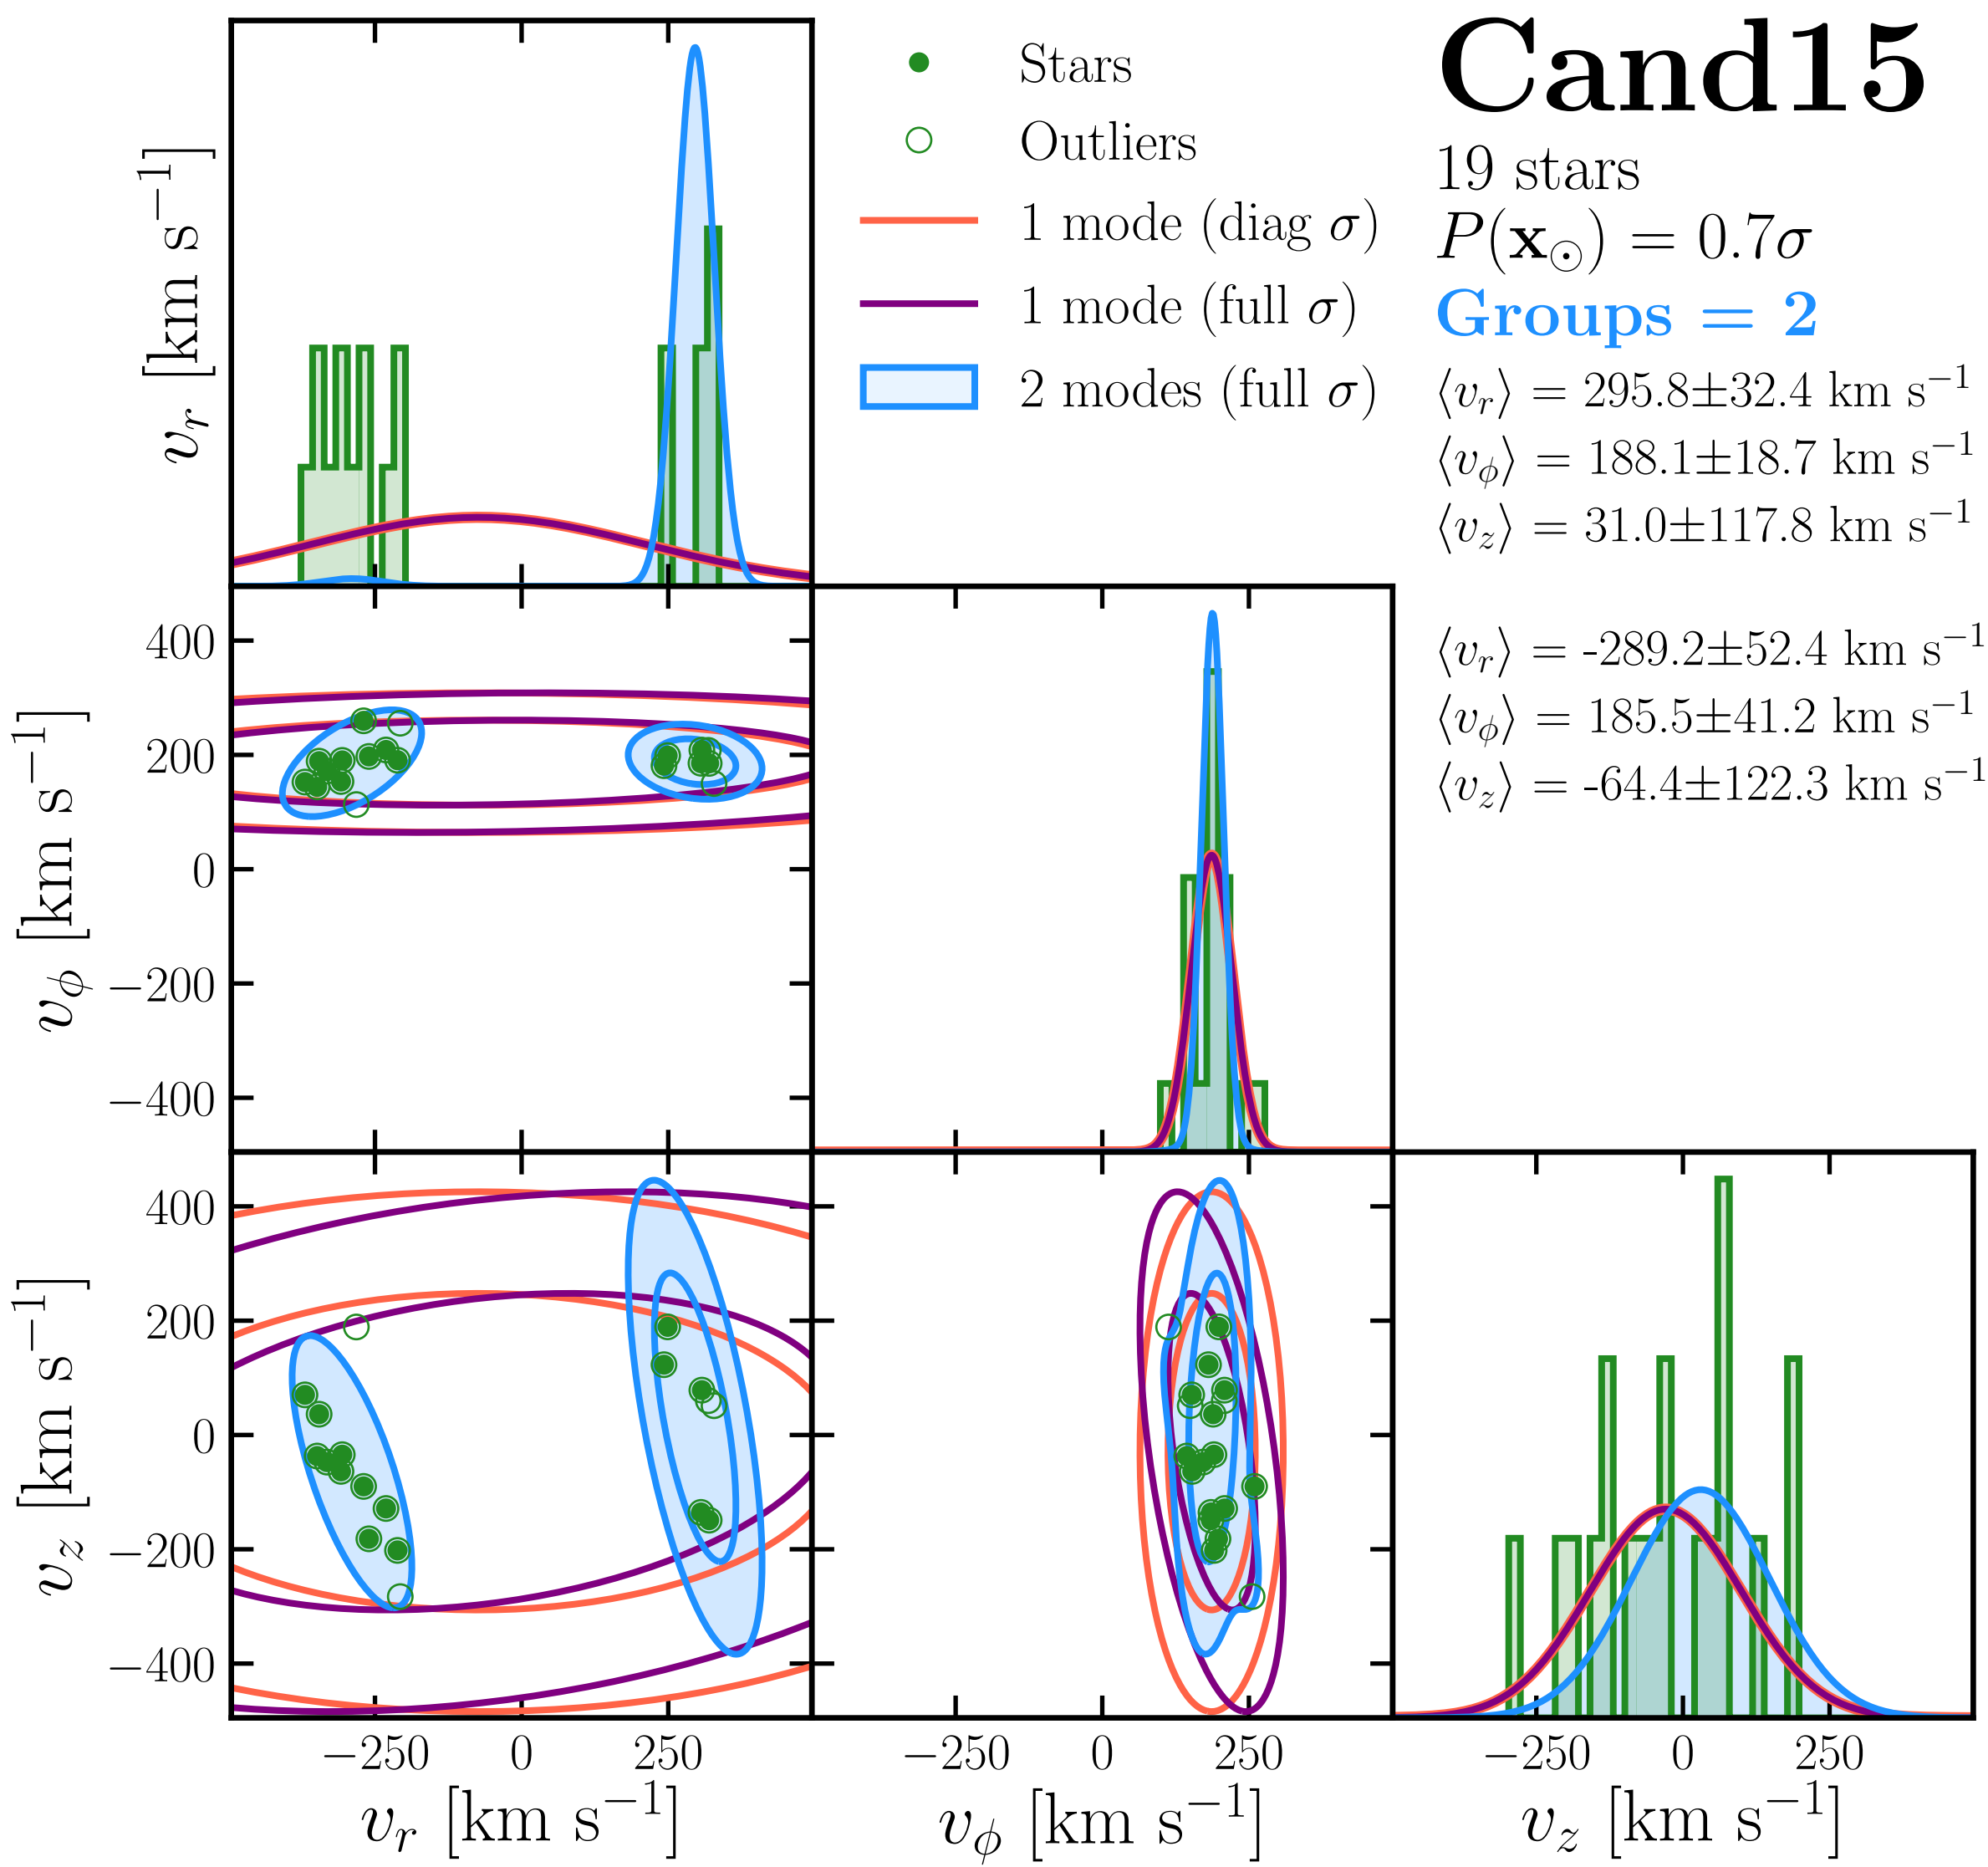 Cand15
19 stars
P(x⊙) = 0.7σ
Groups = 2
⟨v_r⟩ = 295.8±32.4 km s⁻¹
⟨v_ϕ⟩ = 188.1±18.7 km s⁻¹
⟨v_z⟩ = 31.0±117.8 km s⁻¹
⟨v_r⟩ = -289.2±52.4 km s⁻¹
⟨v_ϕ⟩ = 185.5±41.2 km s⁻¹
⟨v_z⟩ = -64.4±122.3 km s⁻¹
Stars
Outliers
1 mode (diag σ)
1 mode (full σ)
2 modes (full σ)
v_r [km s⁻¹]
v_ϕ [km s⁻¹]
400
200
0
−200
−400
v_z [km s⁻¹]
400
200
0
−200
−400
−250 0 250
v_r [km s⁻¹]
−250 0 250
v_ϕ [km s⁻¹]
−250 0 250
v_z [km s⁻¹]